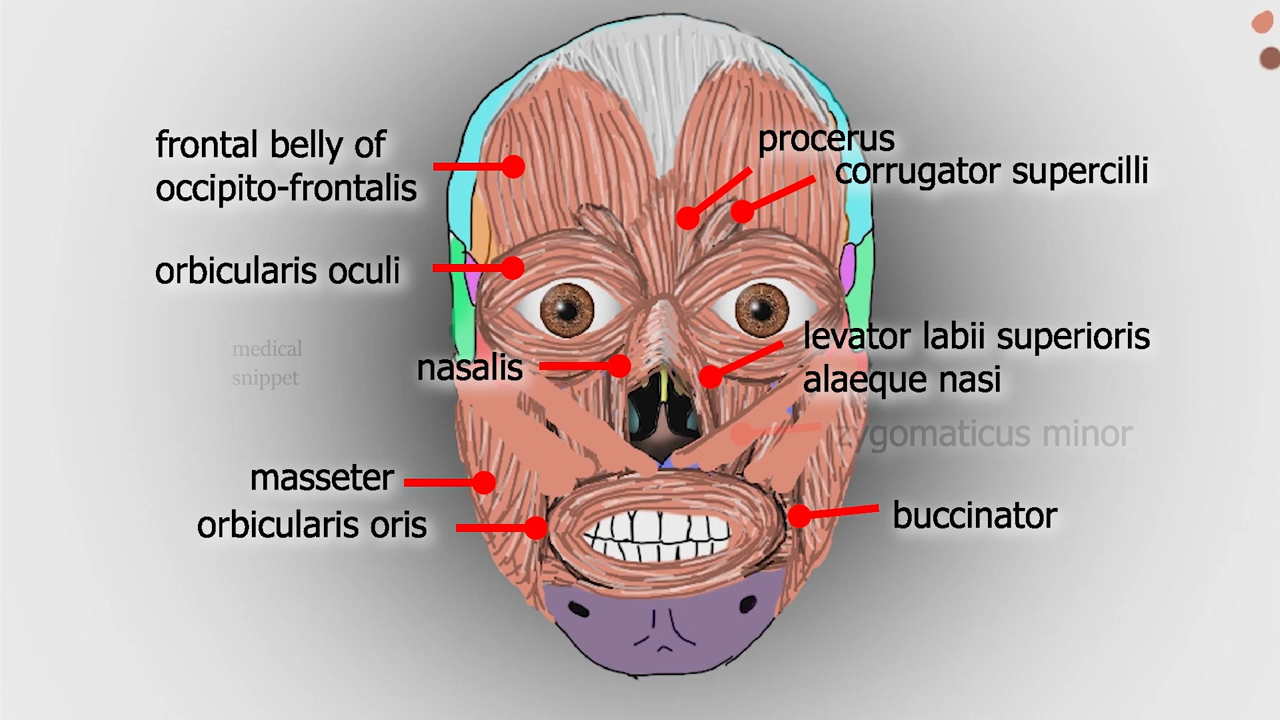 frontal belly of
occipito-frontalis
procerus
corrugator supercilli
orbicularis oculi
medical
snippet
nasalis
levator labii superioris
alaeque nasi
zygomaticus minor
masseter
orbicularis oris
buccinator